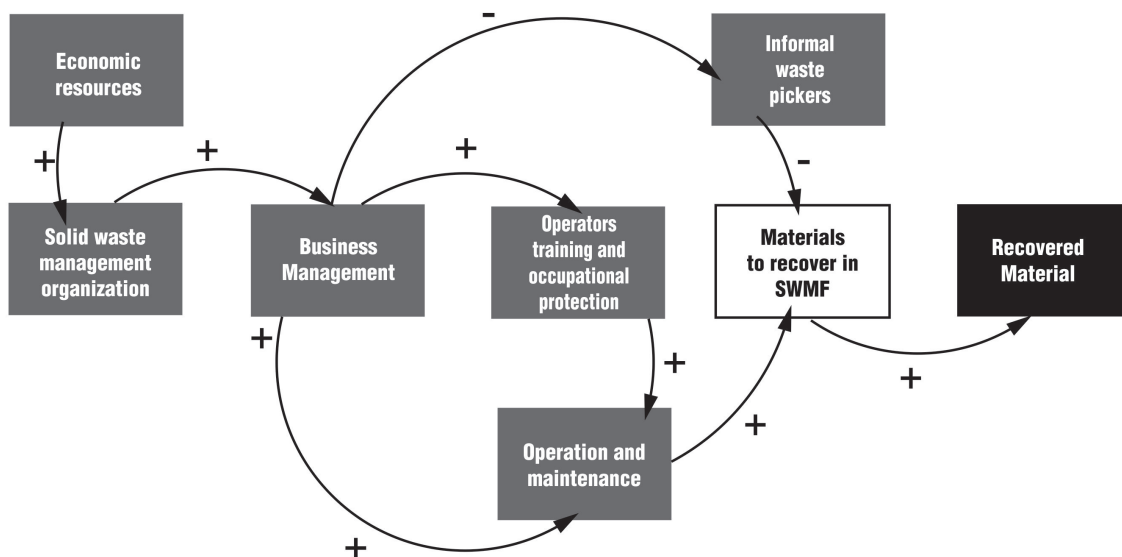 -
Economic
resources
Informal
waste
pickers
+
+
+
-
Solid waste
management
organization
Business
Management
Operators
training and
occupational
protection
Materials
to recover in
SWMF
Recovered
Material
+
+
+
+
Operation and
maintenance
+